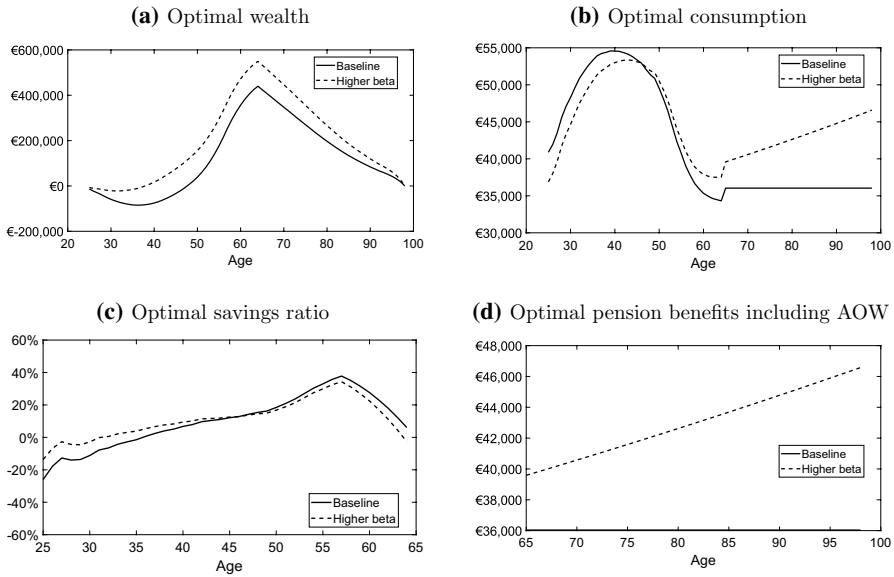 (a) Optimal wealth
€600,000
€400,000
€200,000
€0
€-200,000
20 30 40 50 60 70 80 90 100
Age
Baseline
Higher beta
(b) Optimal consumption
€55,000
€50,000
€45,000
€40,000
€35,000
€30,000
20 30 40 50 60 70 80 90 100
Age
Baseline
Higher beta
(c) Optimal savings ratio
60%
40%
20%
0%
-20%
-40%
-60%
25 30 35 40 45 50 55 60 65
Age
Baseline
Higher beta
(d) Optimal pension benefits including AOW
€48,000
€46,000
€44,000
€42,000
€40,000
€38,000
€36,000
65 70 75 80 85 90 95 100
Age
Baseline
Higher beta